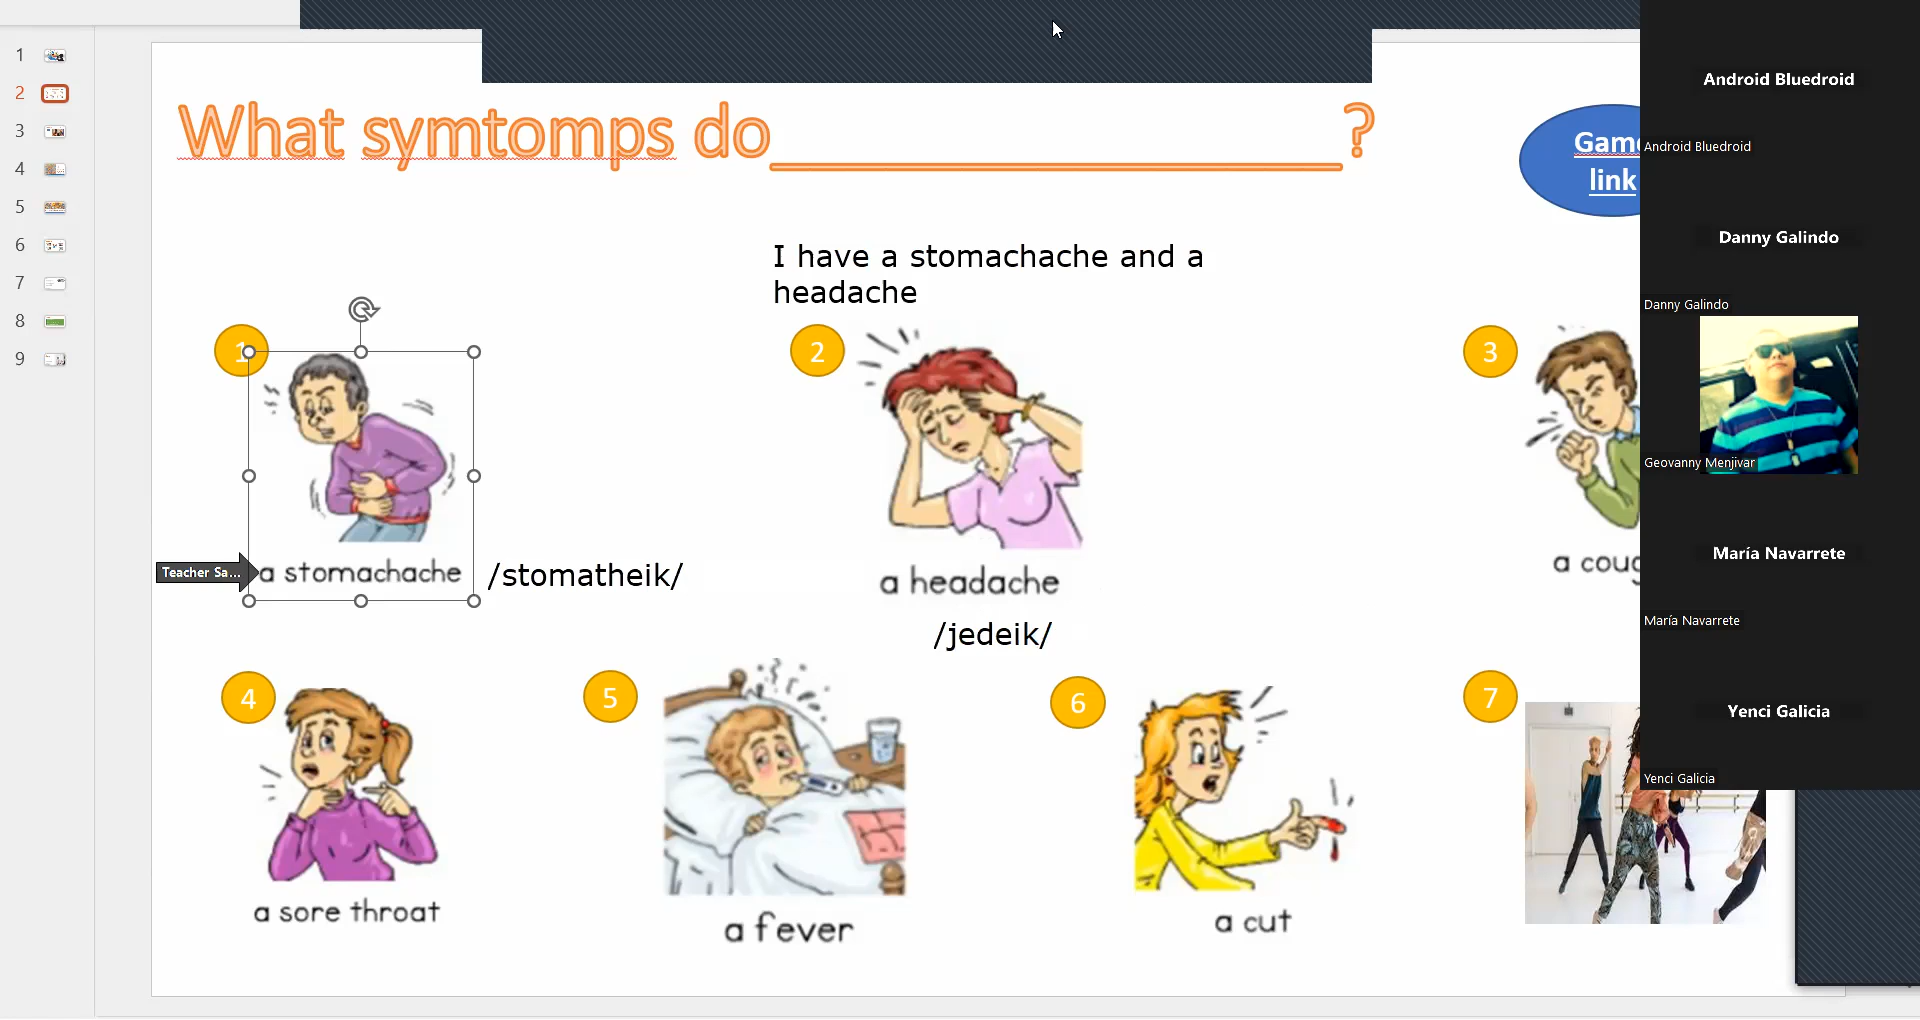 1
2
3
4
5
6
7
8
9
What symtomps do ?
Game
link
I have a stomachache and a
headache
1
2
3
Teacher Sa...
a stomachache
/stomatheik/
a headache
/jedeik/
a coug
4
5
6
7
a sore throat
a fever
a cut
Android Bluedroid
Android Bluedroid
Danny Galindo
Danny Galindo
Geovanny Menjivar
María Navarrete
María Navarrete
Yenci Galicia
Yenci Galicia